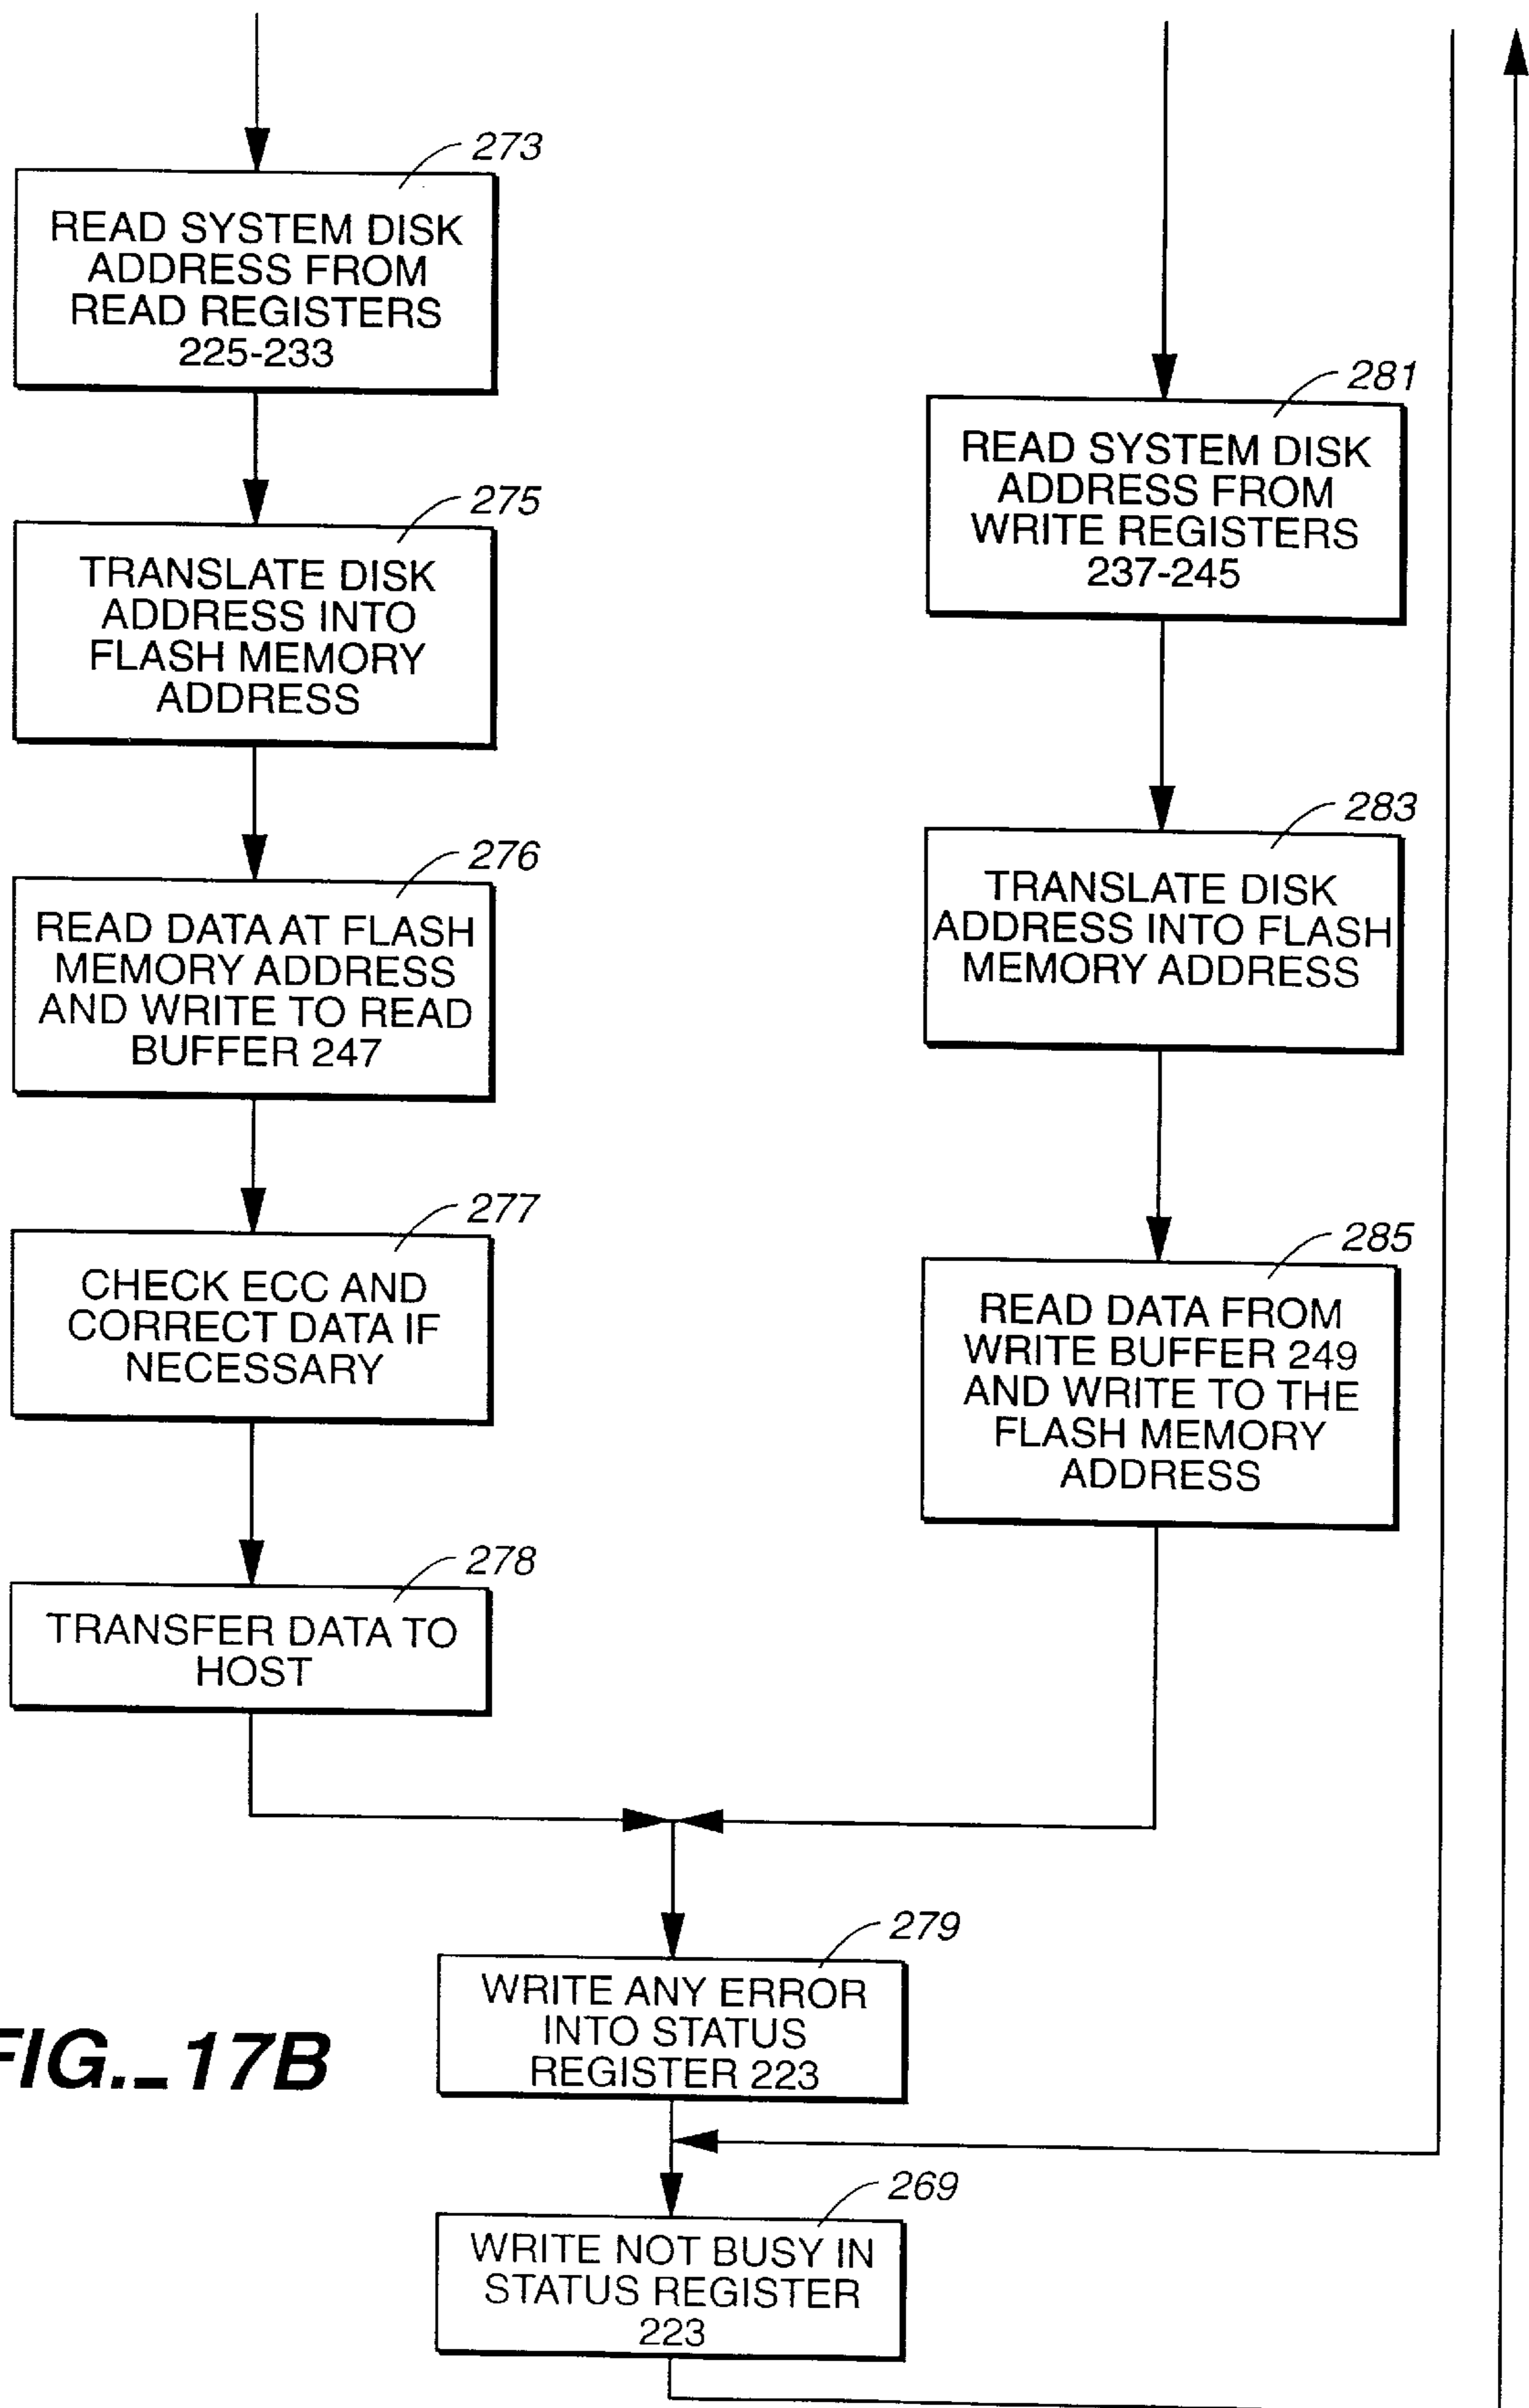 273
READ SYSTEM DISK
ADDRESS FROM
READ REGISTERS
225-233
275
TRANSLATE DISK
ADDRESS INTO
FLASH MEMORY
ADDRESS
276
READ DATA AT FLASH
MEMORY ADDRESS
AND WRITE TO READ
BUFFER 247
277
CHECK ECC AND
CORRECT DATA IF
NECESSARY
278
TRANSFER DATA TO
HOST
281
READ SYSTEM DISK
ADDRESS FROM
WRITE REGISTERS
237-245
283
TRANSLATE DISK
ADDRESS INTO FLASH
MEMORY ADDRESS
285
READ DATA FROM
WRITE BUFFER 249
AND WRITE TO THE
FLASH MEMORY
ADDRESS
279
WRITE ANY ERROR
INTO STATUS
REGISTER 223
269
WRITE NOT BUSY IN
STATUS REGISTER
223
FIG._17B